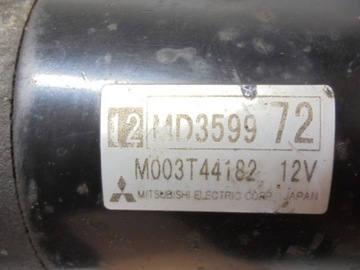 12 MD3599 72
M003T44182 12V
MITSUBISHI ELECTRIC CORP. JAPAN